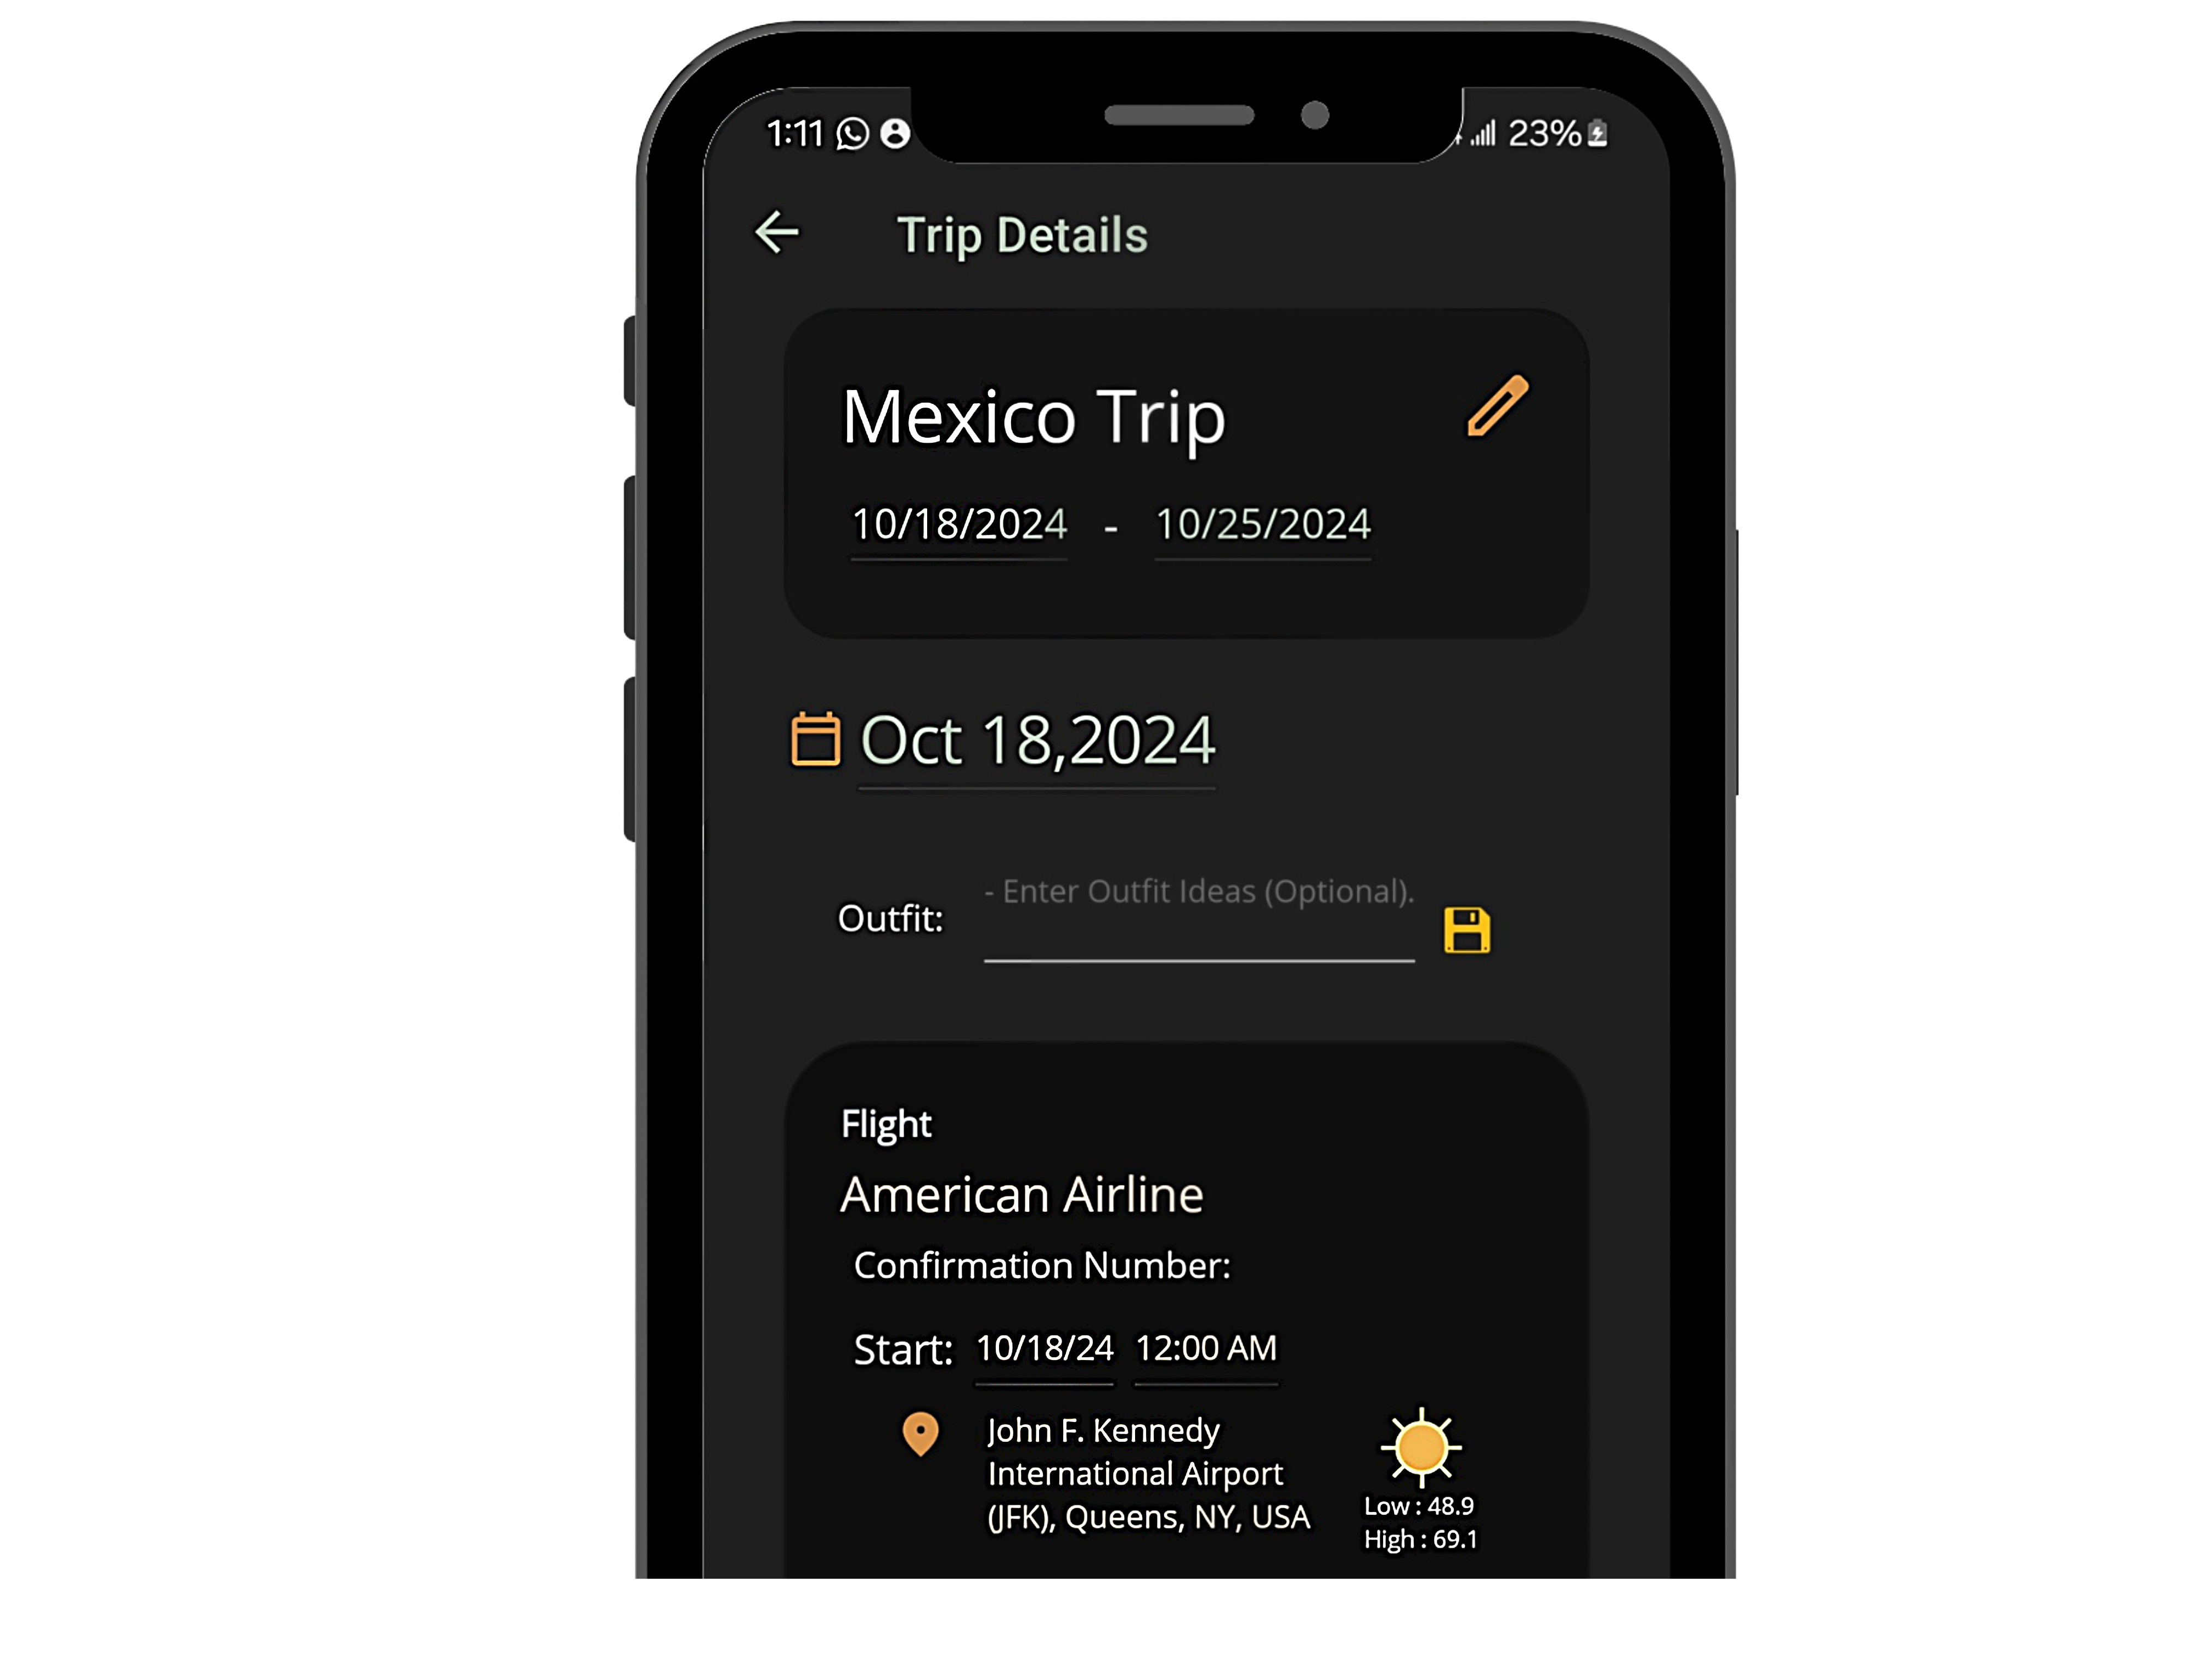 1:11
23%
Trip Details
Mexico Trip
10/18/2024 - 10/25/2024
Oct 18,2024
- Enter Outfit Ideas (Optional).
Outfit:
Flight
American Airline
Confirmation Number:
Start: 10/18/24 12:00 AM
John F. Kennedy
International Airport
(JFK), Queens, NY, USA
Low : 48.9
High : 69.1